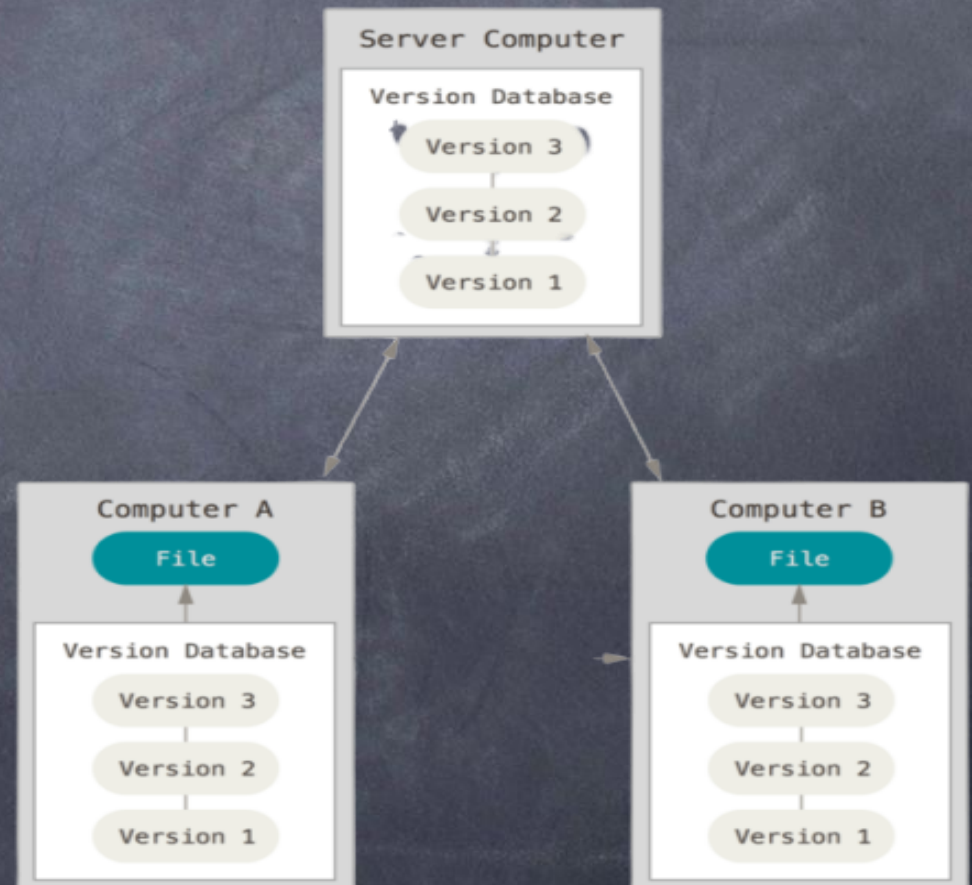 Server Computer
Version Database
Version 3
Version 2
Version 1
Computer A
File
Version Database
Version 3
Version 2
Version 1
Computer B
File
Version Database
Version 3
Version 2
Version 1